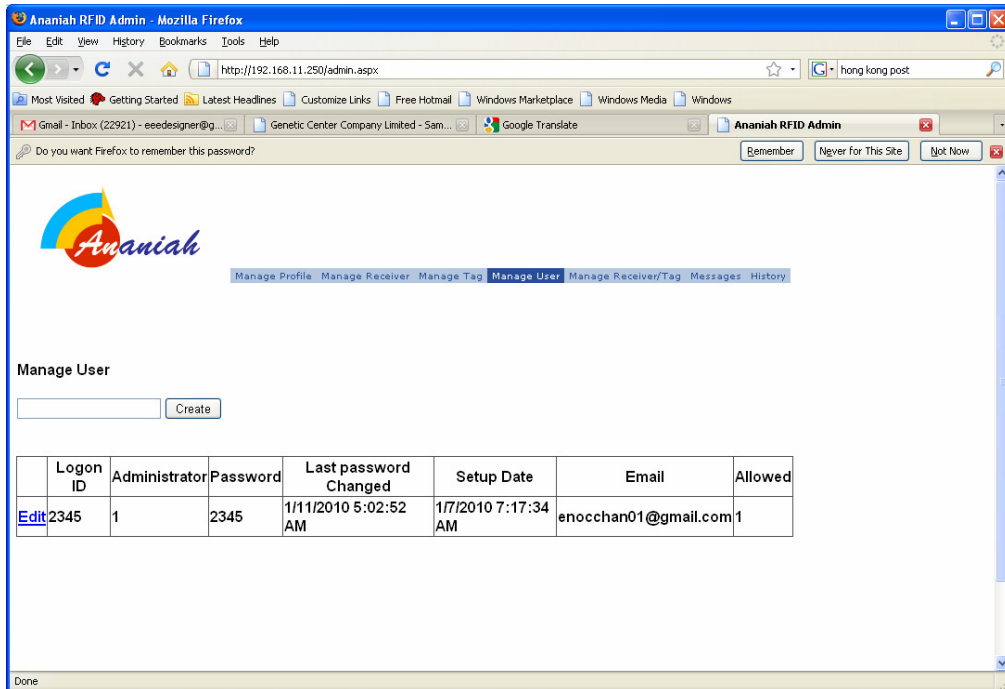 Ananiah RFID Admin - Mozilla Firefox
File Edit View History Bookmarks Tools Help
http://192.168.11.250/admin.aspx G hong kong post
Most Visited Getting Started Latest Headlines Customize Links Free Hotmail Windows Marketplace Windows Media Windows
Gmail - Inbox (22921) - eeedesigner@g... Genetic Center Company Limited - Sam... Google Translate Ananiah RFID Admin
Do you want Firefox to remember this password? Remember Never for This Site Not Now
Ananiah
Manage Profile Manage Receiver Manage Tag Manage User Manage Receiver/Tag Messages History
Manage User
Create
Logon ID Administrator Password Last password Changed Setup Date Email Allowed
Edit 2345 1 2345 1/11/2010 5:02:52 AM 1/7/2010 7:17:34 AM enocchan01@gmail.com 1
Done